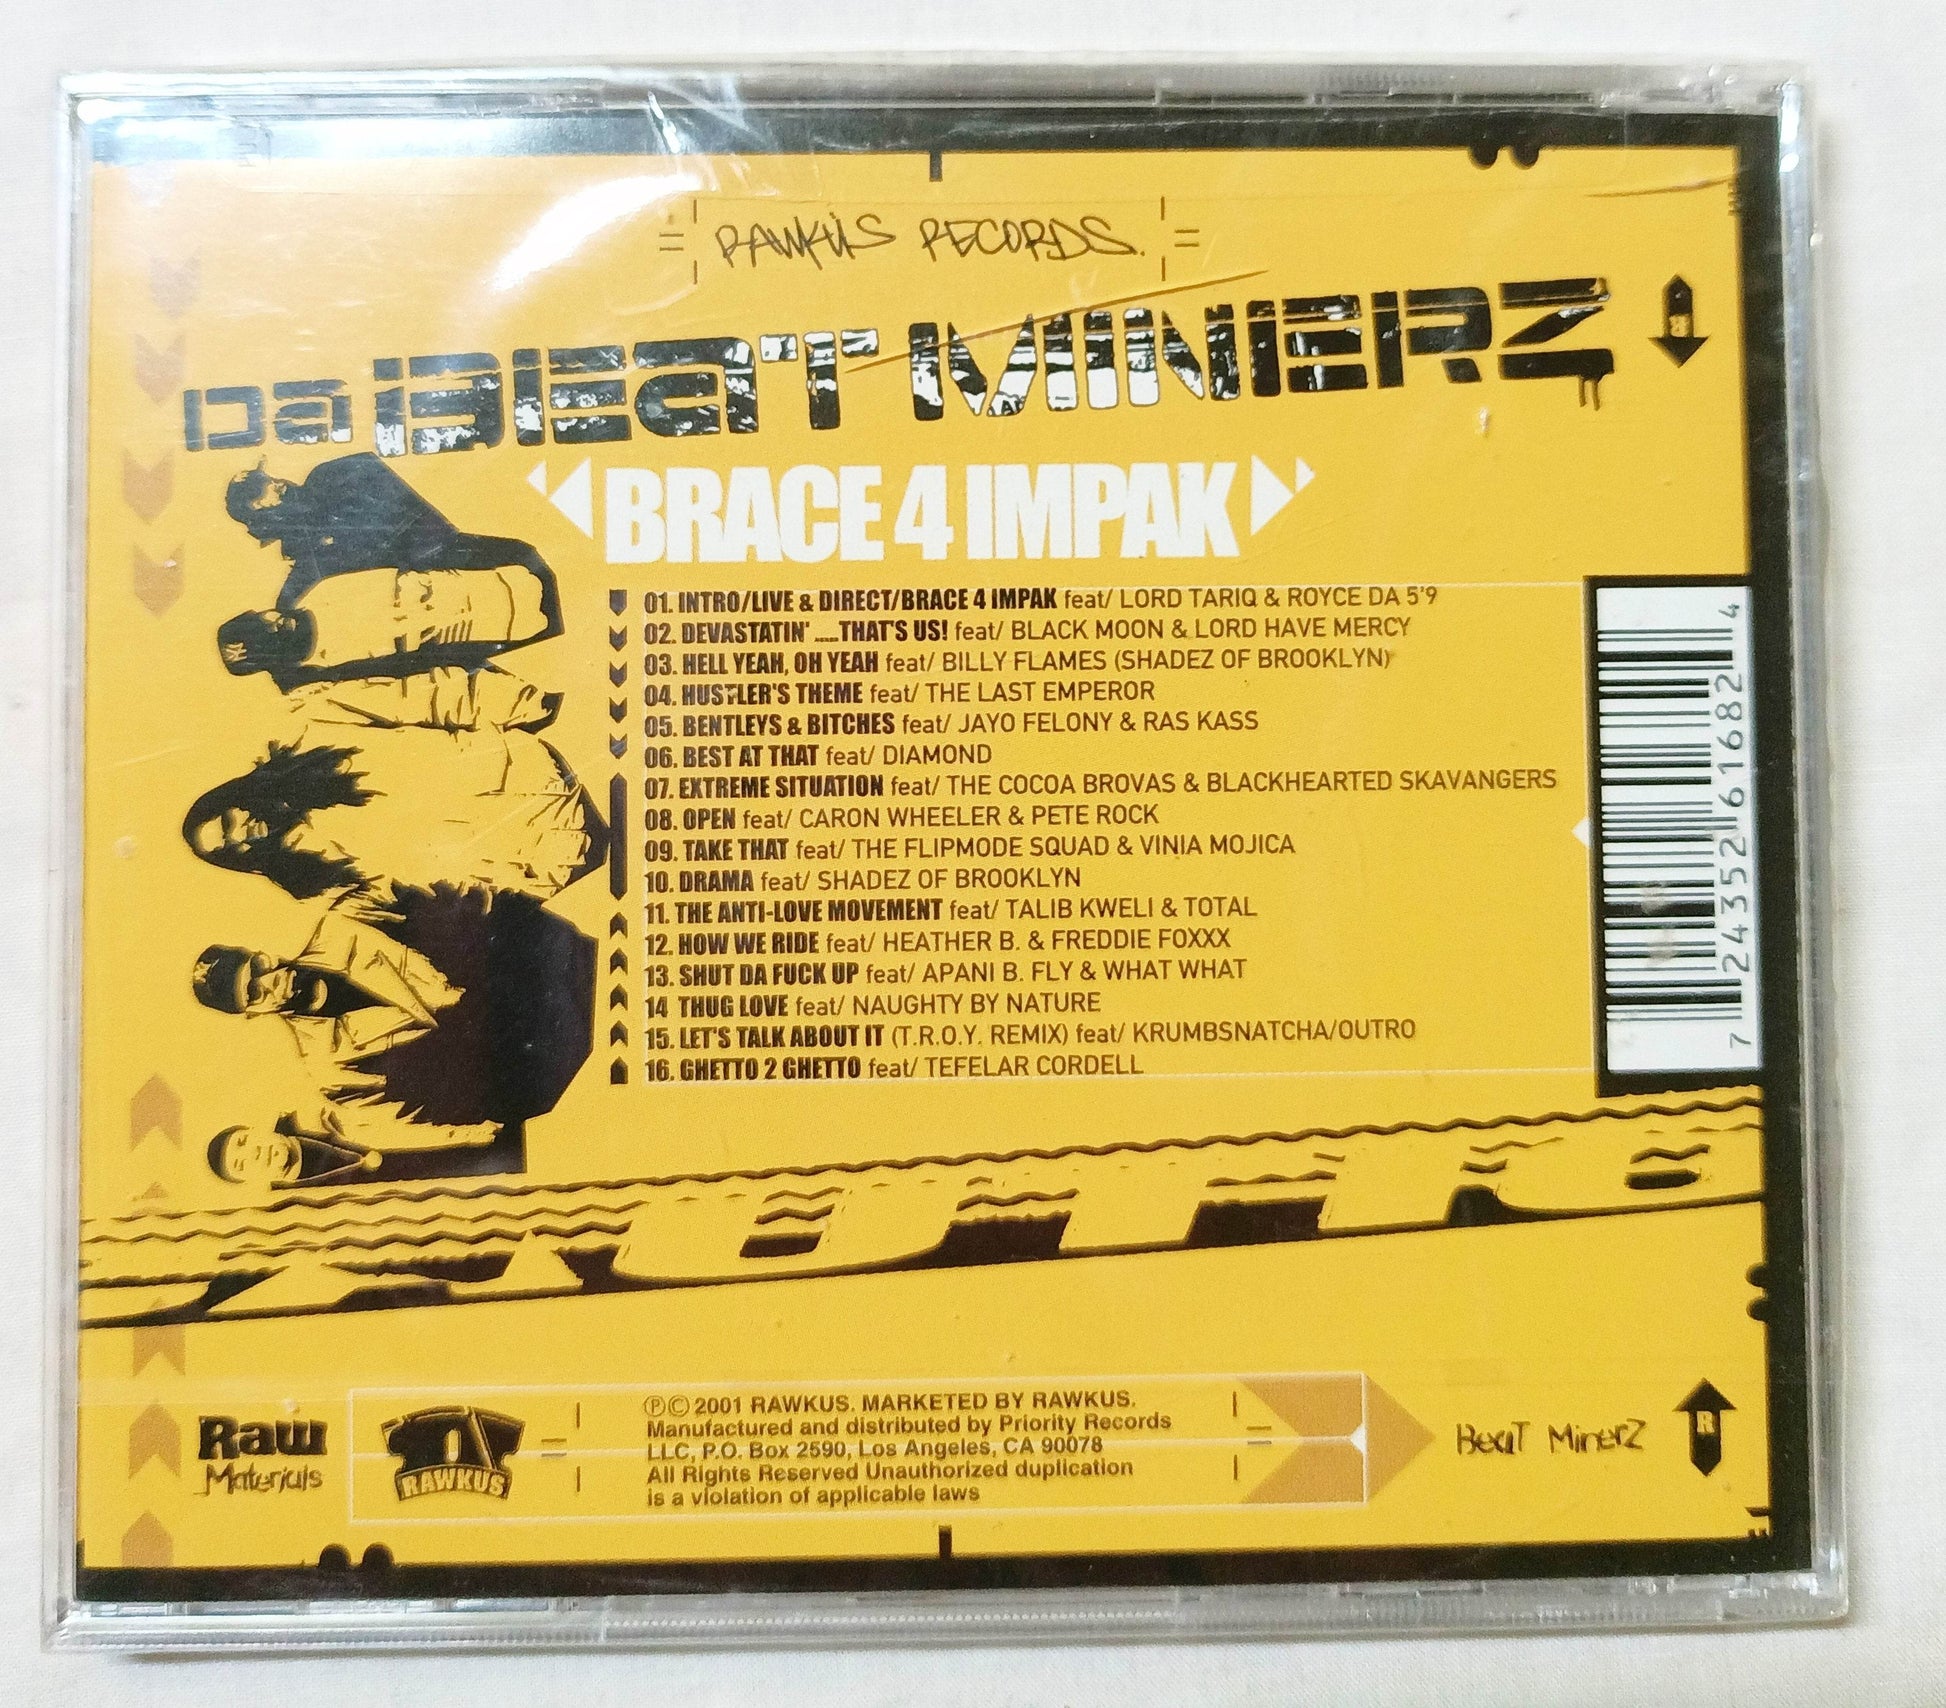 RAWKUS RECORDS.
Da BEAT MINERZ
BRACE 4 IMPAK
01. INTRO/LIVE & DIRECT/BRACE 4 IMPAK feat/ LORD TARIQ & ROYCE DA 5'9
02. DEVASTATIN' .....THAT'S US! feat/ BLACK MOON & LORD HAVE MERCY
03. HELL YEAH, OH YEAH feat/ BILLY FLAMES (SHADEZ OF BROOKLYN)
04. HUSTLER'S THEME feat/ THE LAST EMPEROR
05. BENTLEYS & BITCHES feat/ JAYO FELONY & RAS KASS
06. BEST AT THAT feat/ DIAMOND
07. EXTREME SITUATION feat/ THE COCOA BROVAS & BLACKHEARTED SKAVANGERS
08. OPEN feat/ CARON WHEELER & PETE ROCK
09. TAKE THAT feat/ THE FLIPMODE SQUAD & VINIA MOJICA
10. DRAMA feat/ SHADEZ OF BROOKLYN
11. THE ANTI-LOVE MOVEMENT feat/ TALIB KWELI & TOTAL
12. HOW WE RIDE feat/ HEATHER B. & FREDDIE FOXXX
13. SHUT DA FUCK UP feat/ APANI B. FLY & WHAT WHAT
14 THUG LOVE feat/ NAUGHTY BY NATURE
15. LET'S TALK ABOUT IT (T.R.O.Y. REMIX) feat/ KRUMBSNATCHA/OUTRO
16. GHETTO 2 GHETTO feat/ TEFELAR CORDELL
7 24352 61682 4
Raw
Materials
RAWKUS
℗© 2001 RAWKUS. MARKETED BY RAWKUS.
Manufactured and distributed by Priority Records
LLC, P.O. Box 2590, Los Angeles, CA 90078
All Rights Reserved Unauthorized duplication
is a violation of applicable laws
Beat MinerZ
R